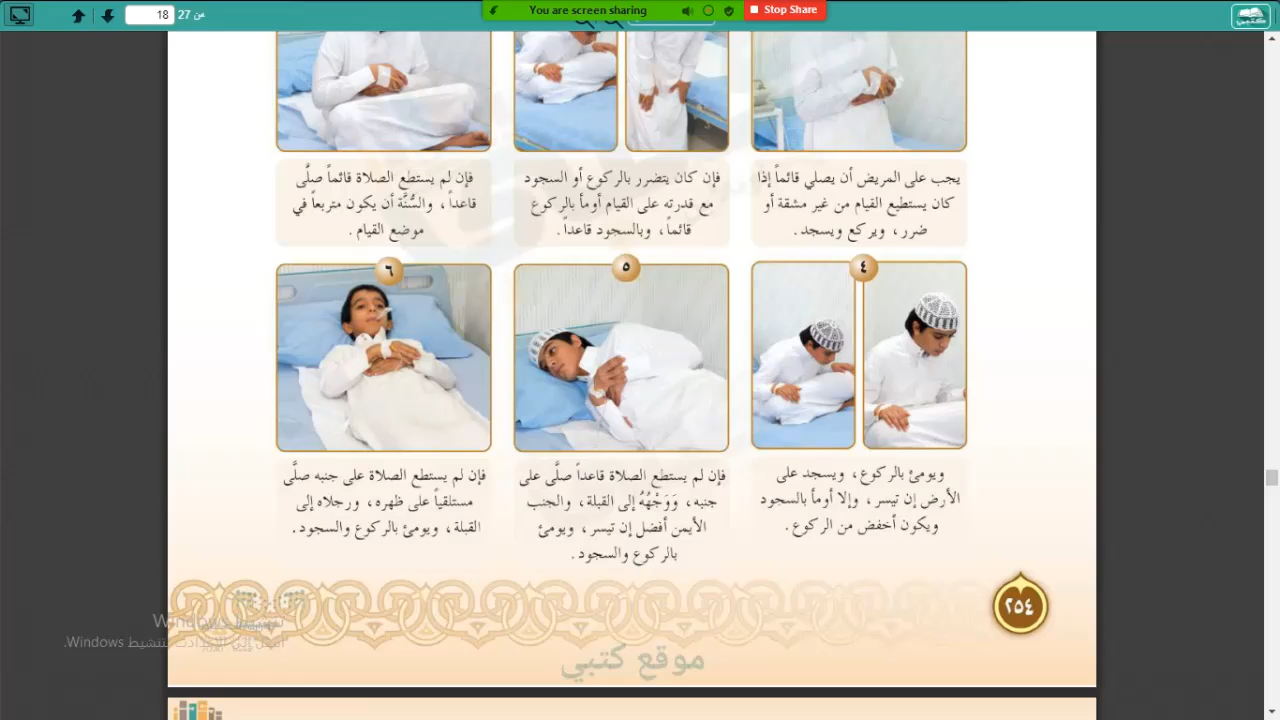 18
من 27
You are screen sharing
Stop Share
كتبي
يجب على المريض أن يصلي قائماً إذا
كان يستطيع القيام من غير مشقة أو
ضرر، ويركع ويسجد.
فإن كان يتضرر بالركوع أو السجود
مع قدرته على القيام أومأ بالركوع
قائماً، وبالسجود قاعداً.
فإن لم يستطع الصلاة قائماً صلَّى
قاعداً، والسُّنَّة أن يكون متربعاً في
موضع القيام.
٤
ويومئ بالركوع، ويسجد على
الأرض إن تيسر، وإلا أومأ بالسجود
ويكون أخفض من الركوع.
٥
فإن لم يستطع الصلاة قاعداً صلَّى على
جنبه، وَوَجْهُهُ إلى القبلة، والجنب
الأيمن أفضل إن تيسر، ويومئ
بالركوع والسجود.
٦
فإن لم يستطع الصلاة على جنبه صلَّى
مستلقياً على ظهره، ورجلاه إلى
القبلة، ويومئ بالركوع والسجود.
٢٥٤
تنشيط Windows
لتنشيط Windows.
موقع كتبي